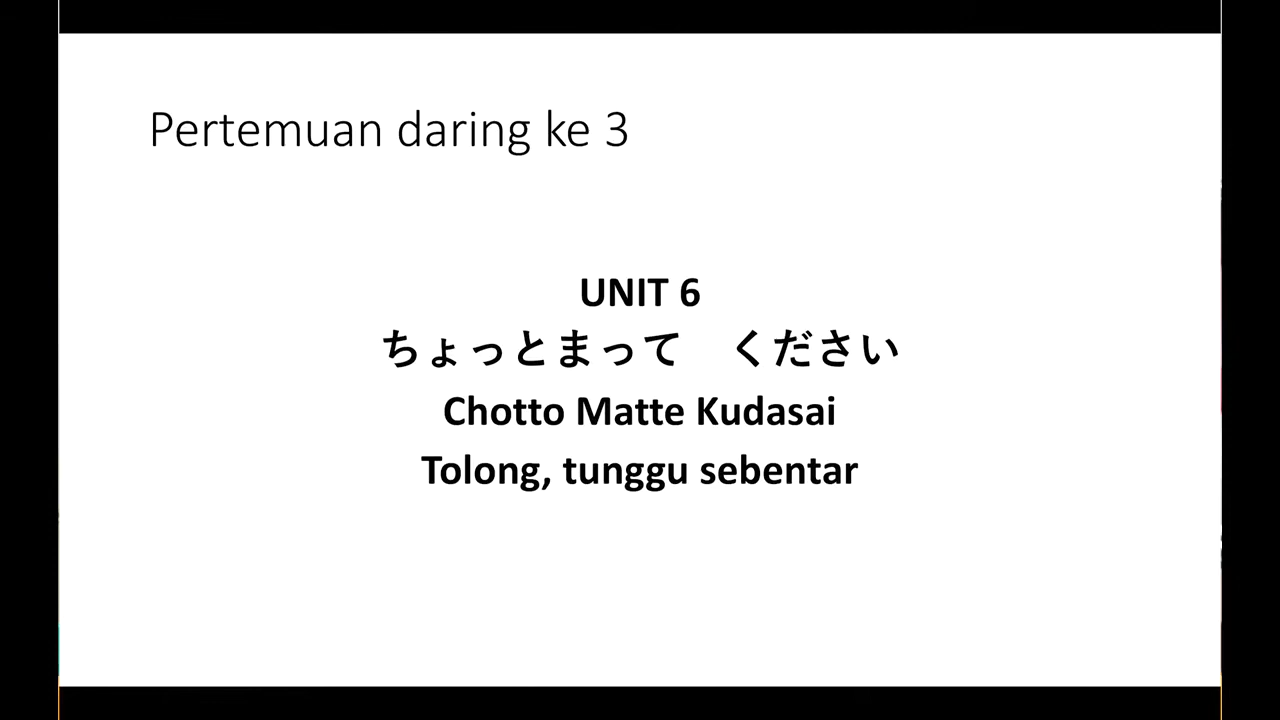 Pertemuan daring ke 3
UNIT 6
ちょっとまって　ください
Chotto Matte Kudasai
Tolong, tunggu sebentar